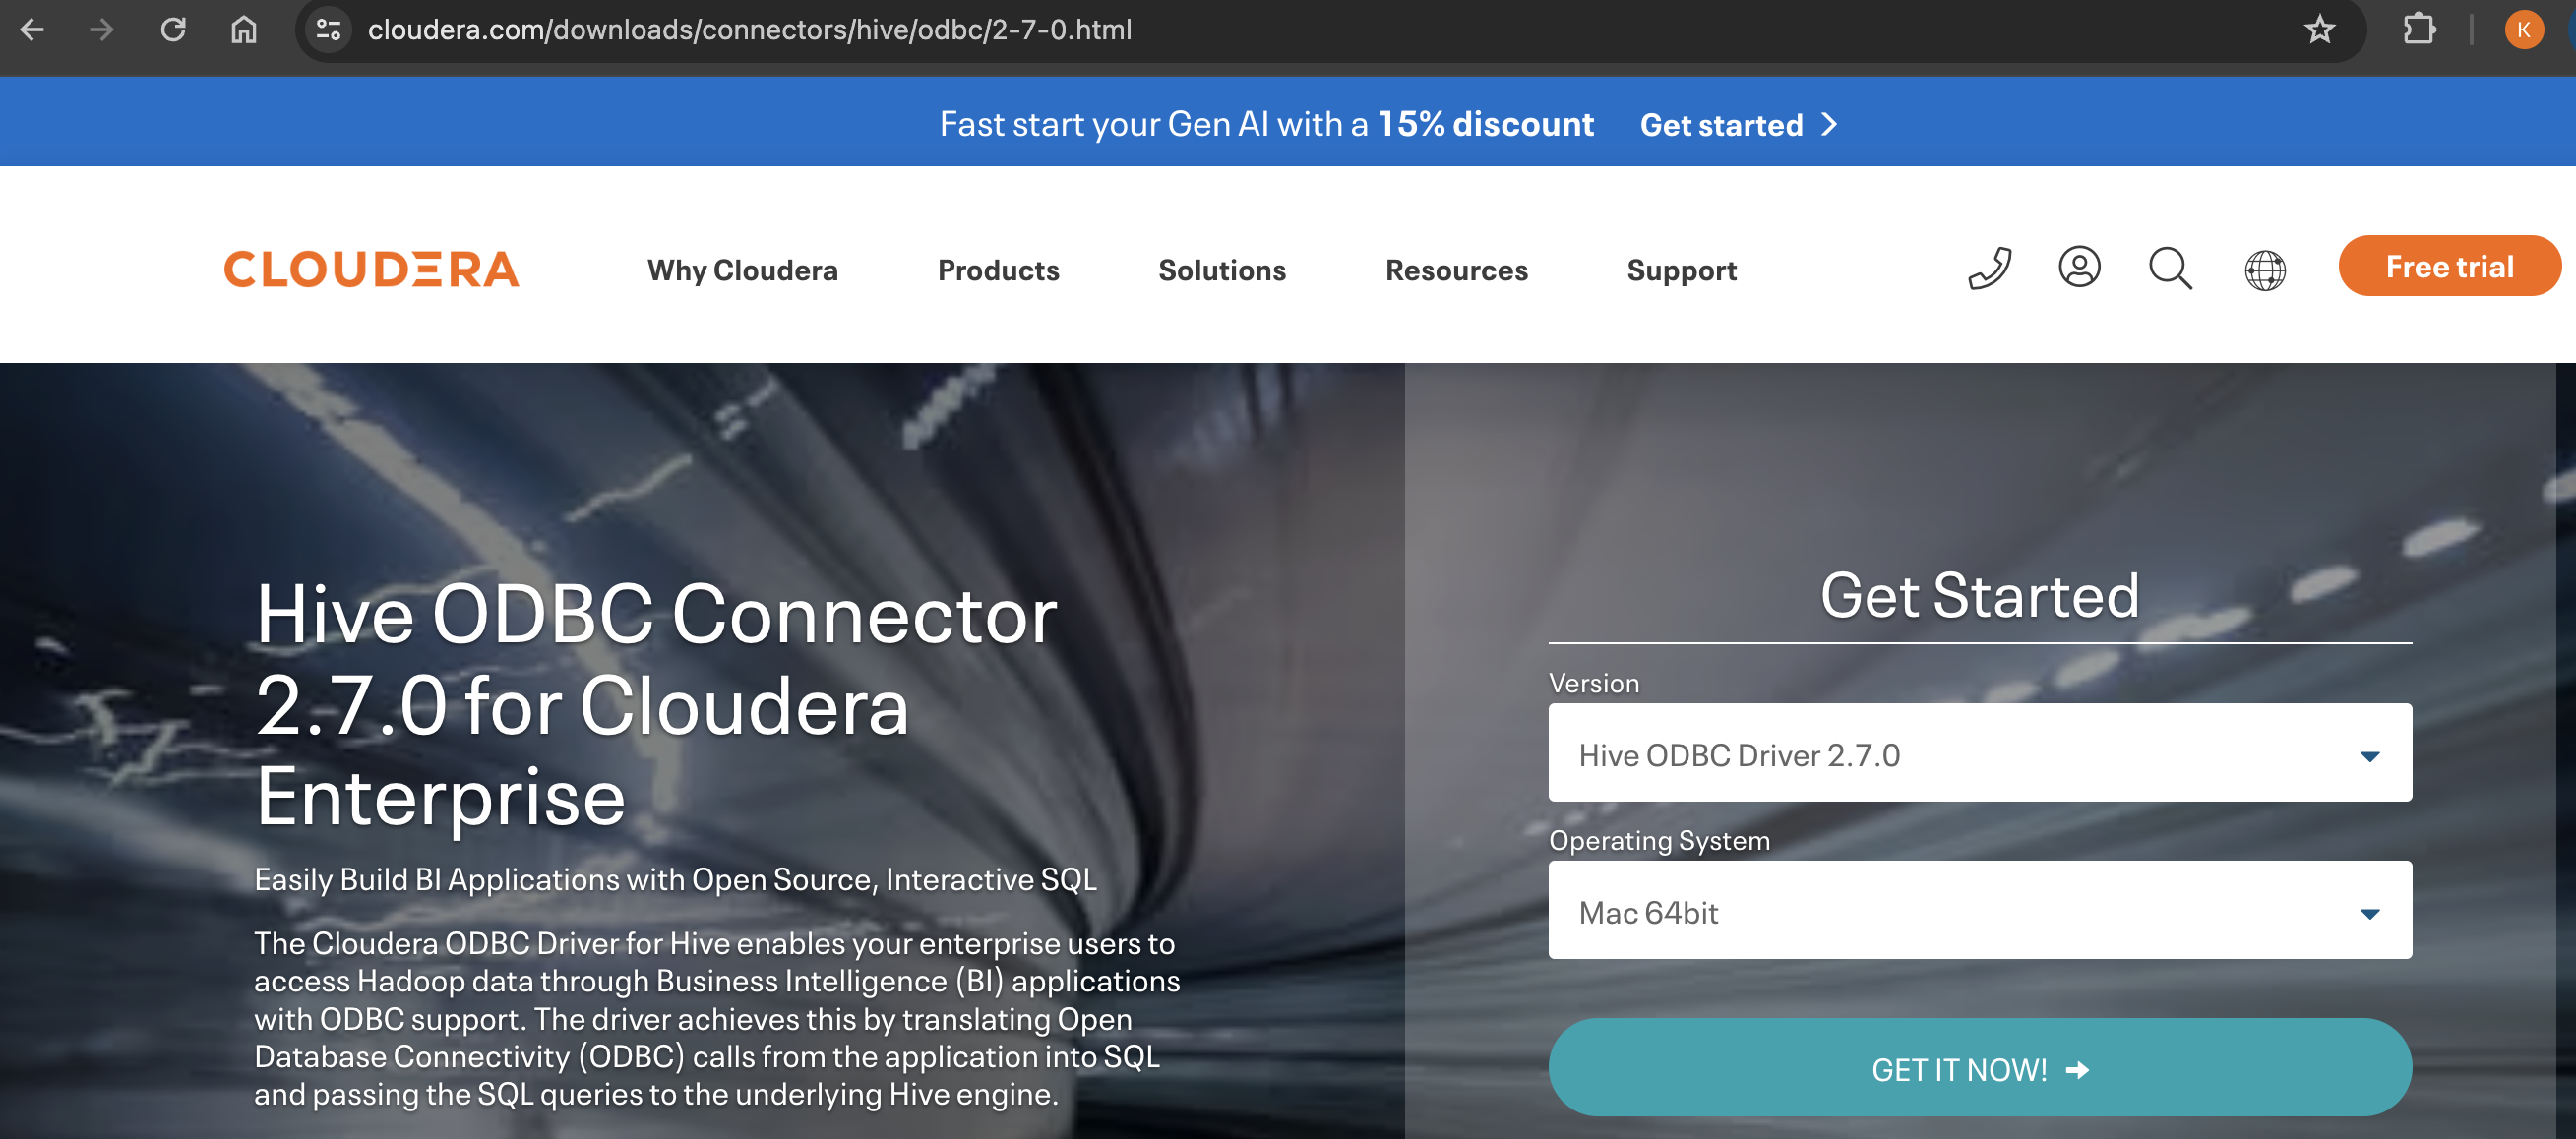 cloudera.com/downloads/connectors/hive/odbc/2-7-0.html
K
Fast start your Gen AI with a 15% discount Get started
CLOUDERA
Why Cloudera
Products
Solutions
Resources
Support
Free trial
Hive ODBC Connector
2.7.0 for Cloudera
Enterprise
Easily Build BI Applications with Open Source, Interactive SQL
The Cloudera ODBC Driver for Hive enables your enterprise users to
access Hadoop data through Business Intelligence (BI) applications
with ODBC support. The driver achieves this by translating Open
Database Connectivity (ODBC) calls from the application into SQL
and passing the SQL queries to the underlying Hive engine.
Get Started
Version
Hive ODBC Driver 2.7.0
Operating System
Mac 64bit
GET IT NOW!